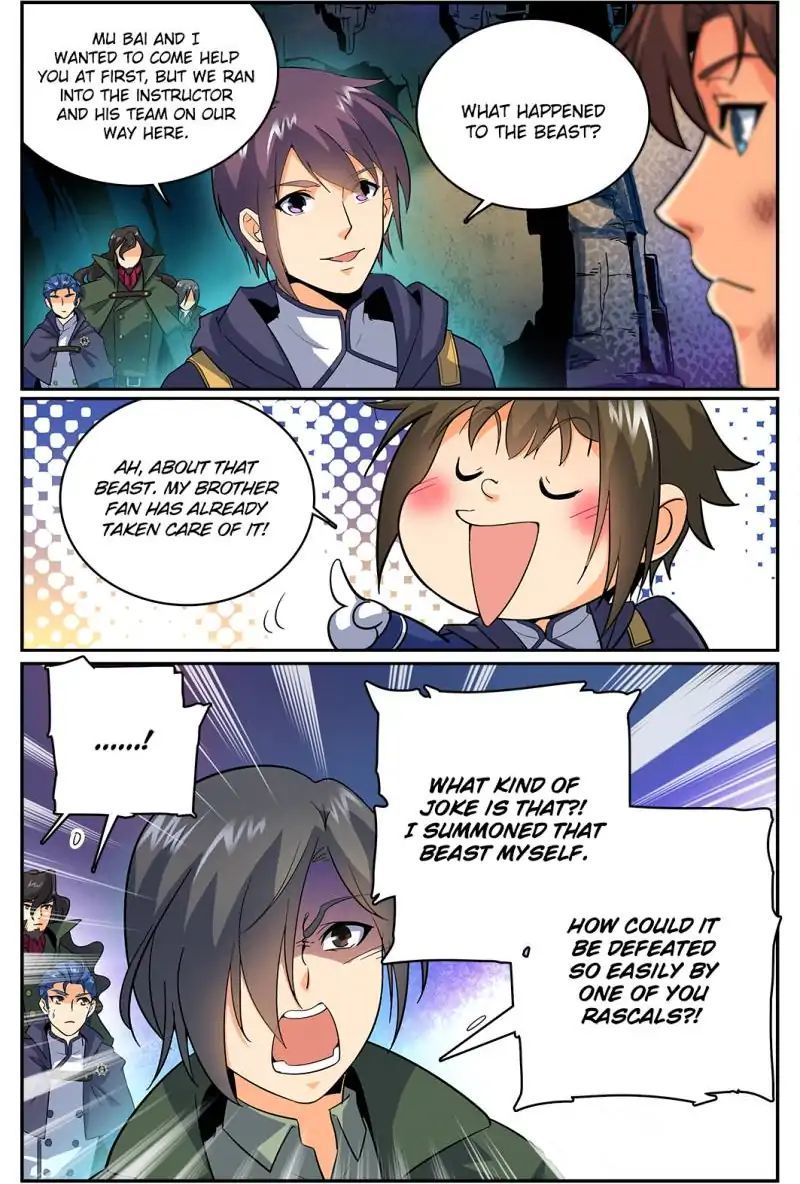 MU BAI AND I
WANTED TO COME HELP
YOU AT FIRST, BUT WE RAN
INTO THE INSTRUCTOR
AND HIS TEAM ON OUR
WAY HERE.
WHAT HAPPENED
TO THE BEAST?
AH, ABOUT THAT
BEAST. MY BROTHER
FAN HAS ALREADY
TAKEN CARE OF IT!
......!
WHAT KIND OF
JOKE IS THAT?!
I SUMMONED THAT
BEAST MYSELF.
HOW COULD IT
BE DEFEATED
SO EASILY BY
ONE OF YOU
RASCALS?!